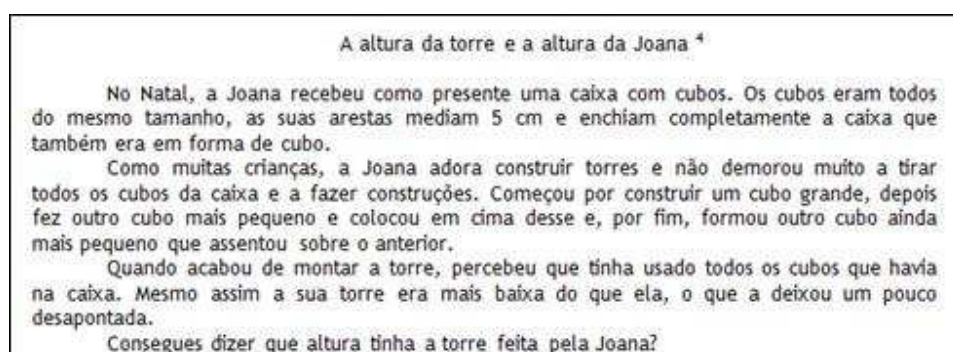 A altura da torre e a altura da Joana ⁴
No Natal, a Joana recebeu como presente uma caixa com cubos. Os cubos eram todos
do mesmo tamanho, as suas arestas mediam 5 cm e enchiam completamente a caixa que
também era em forma de cubo.
Como muitas crianças, a Joana adora construir torres e não demorou muito a tirar
todos os cubos da caixa e a fazer construções. Começou por construir um cubo grande, depois
fez outro cubo mais pequeno e colocou em cima desse e, por fim, formou outro cubo ainda
mais pequeno que assentou sobre o anterior.
Quando acabou de montar a torre, percebeu que tinha usado todos os cubos que havia
na caixa. Mesmo assim a sua torre era mais baixa do que ela, o que a deixou um pouco
desapontada.
Consegues dizer que altura tinha a torre feita pela Joana?